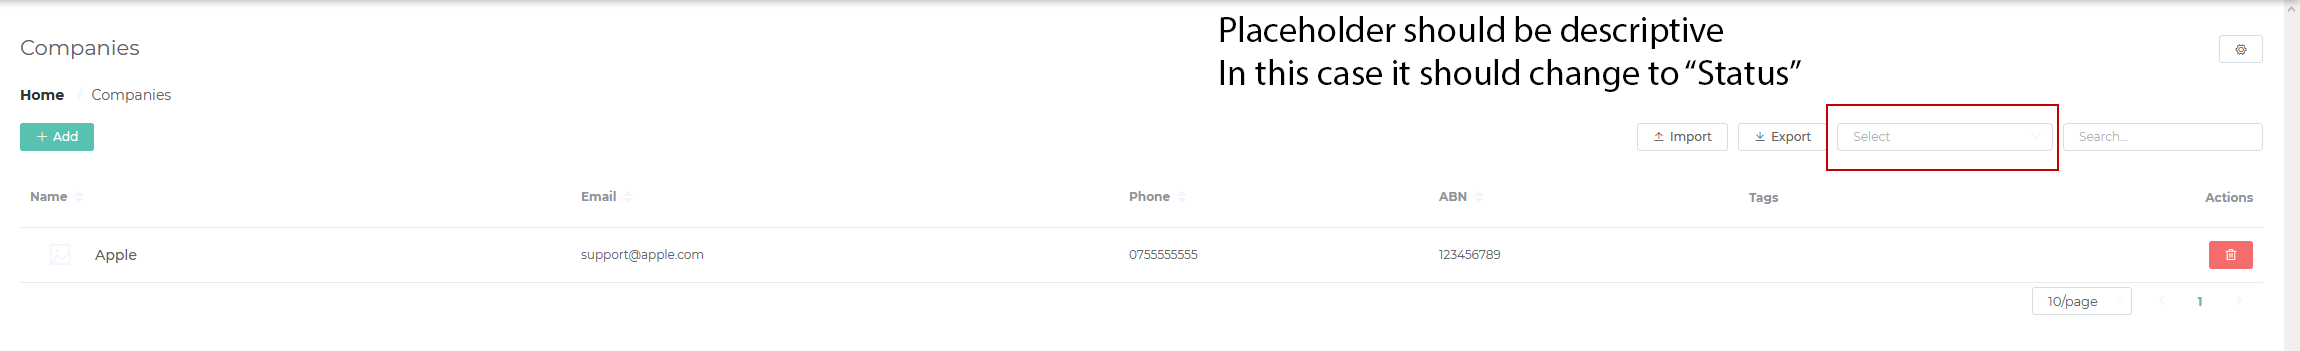 Placeholder should be descriptive
In this case it should change to “Status”
Companies
Home / Companies
+ Add
Import
Export
Select
Search...
Name
Email
Phone
ABN
Tags
Actions
Apple
support@apple.com
0755555555
123456789
10/page
1